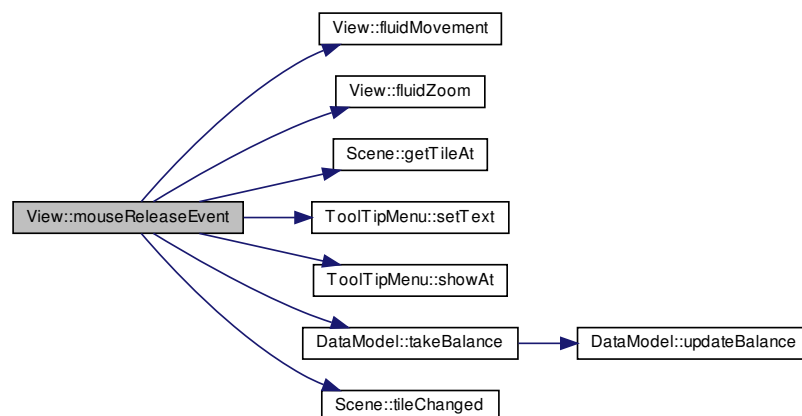 View::fluidMovement
View::fluidZoom
Scene::getTileAt
View::mouseReleaseEvent
ToolTipMenu::setText
ToolTipMenu::showAt
DataModel::takeBalance
DataModel::updateBalance
Scene::tileChanged